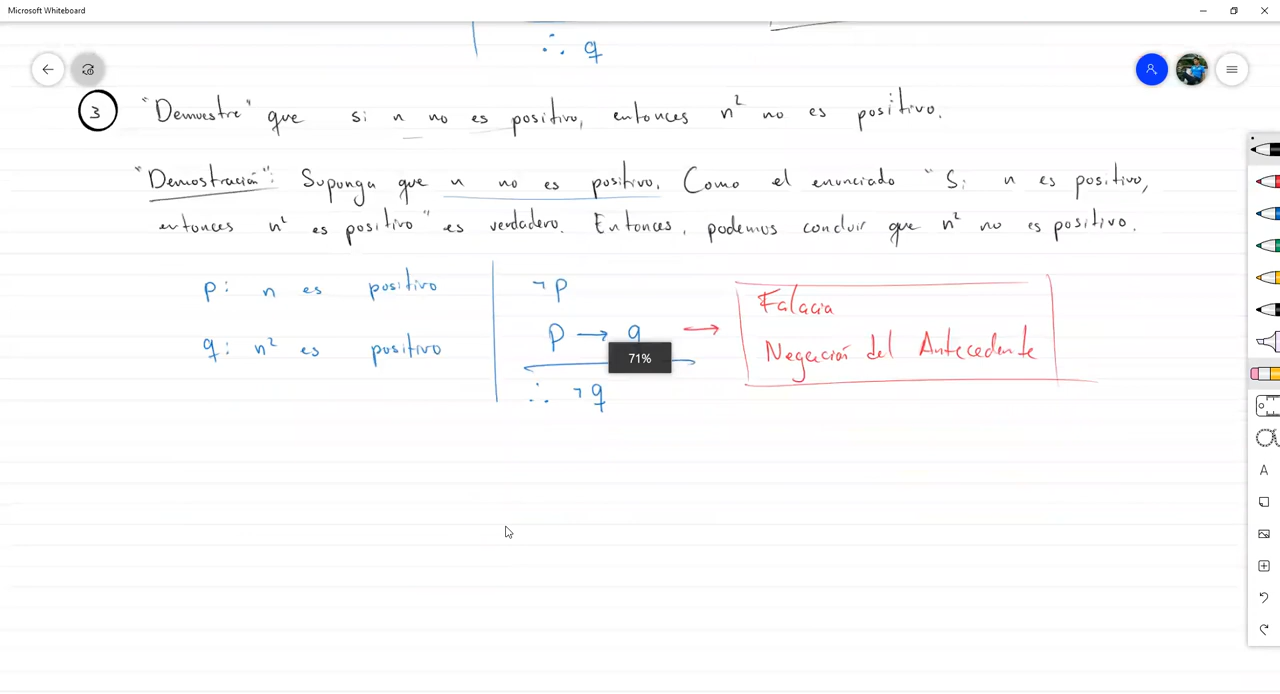 Microsoft Whiteboard
∴ q
3 "Demuestre" que si n no es positivo, entonces n² no es positivo.
"Demostración": Suponga que n no es positivo. Como el enunciado "Si n es positivo,
entonces n² es positivo" es verdadero. Entonces, podemos concluir que n² no es positivo.
p: n es positivo
q: n² es positivo
¬p
p → q →
∴ ¬q
Falacia
Negación del Antecedente
71%
A